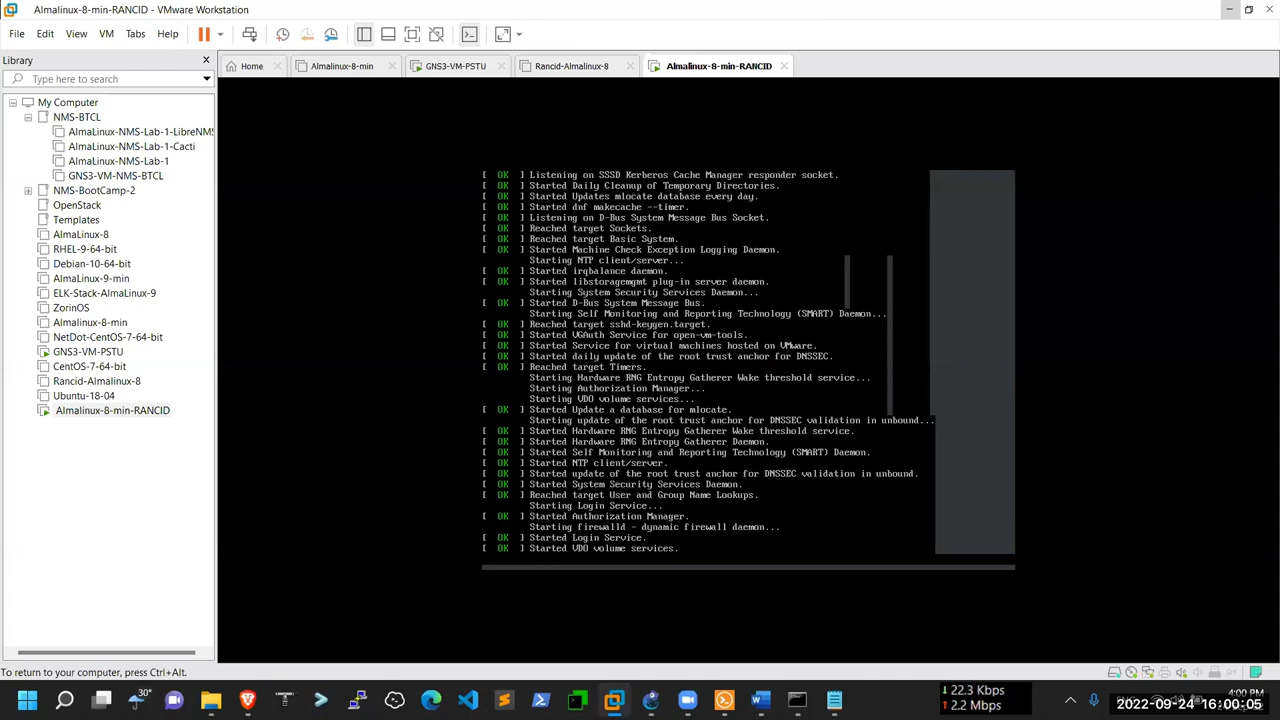 Almalinux-8-min-RANCID - VMware Workstation
File Edit View VM Tabs Help
Library
Type here to search
Home
Almalinux-8-min
GNS3-VM-PSTU
Rancid-Almalinux-8
Almalinux-8-min-RANCID
My Computer
NMS-BTCL
AlmaLinux-NMS-Lab-1-LibreNMS
AlmaLinux-NMS-Lab-1-Cacti
AlmaLinux-NMS-Lab-1
GNS3-VM-NMS-BTCL
NMS-BootCamp-2
OpenStack
Templates
AlmaLinux-8
RHEL-9-64-bit
Debian-10-64-bit
AlmaLinux-9-min
ELK-Stack-AlmaLinux-9
ZorinOS
Almalinux-8-min
NetDot-CentOS-7-64-bit
GNS3-VM-PSTU
CentOS-7-64-bit
Rancid-Almalinux-8
Ubuntu-18-04
Almalinux-8-min-RANCID
[ OK ] Listening on SSSD Kerberos Cache Manager responder socket.
[ OK ] Started Daily Cleanup of Temporary Directories.
[ OK ] Started Updates mlocate database every day.
[ OK ] Started dnf makecache --timer.
[ OK ] Listening on D-Bus System Message Bus Socket.
[ OK ] Reached target Sockets.
[ OK ] Reached target Basic System.
[ OK ] Started Machine Check Exception Logging Daemon.
Starting NTP client/server...
[ OK ] Started irqbalance daemon.
[ OK ] Started libstoragemgmt plug-in server daemon.
Starting System Security Services Daemon...
[ OK ] Started D-Bus System Message Bus.
Starting Self Monitoring and Reporting Technology (SMART) Daemon...
[ OK ] Reached target sshd-keygen.target.
[ OK ] Started VGAuth Service for open-vm-tools.
[ OK ] Started Service for virtual machines hosted on VMware.
[ OK ] Started daily update of the root trust anchor for DNSSEC.
[ OK ] Reached target Timers.
Starting Hardware RNG Entropy Gatherer Wake threshold service...
Starting Authorization Manager...
Starting VDO volume services...
[ OK ] Started Update a database for mlocate.
Starting update of the root trust anchor for DNSSEC validation in unbound...
[ OK ] Started Hardware RNG Entropy Gatherer Wake threshold service.
[ OK ] Started Hardware RNG Entropy Gatherer Daemon.
[ OK ] Started Self Monitoring and Reporting Technology (SMART) Daemon.
[ OK ] Started NTP client/server.
[ OK ] Started update of the root trust anchor for DNSSEC validation in unbound.
[ OK ] Started System Security Services Daemon.
[ OK ] Reached target User and Group Name Lookups.
Starting Login Service...
[ OK ] Started Authorization Manager.
Starting firewalld - dynamic firewall daemon...
[ OK ] Started Login Service.
[ OK ] Started VDO volume services.
To return to your computer, press Ctrl+Alt.
30°
22.3 Kbps
2.2 Mbps
4:00 PM
2022-09-24 16:00:05